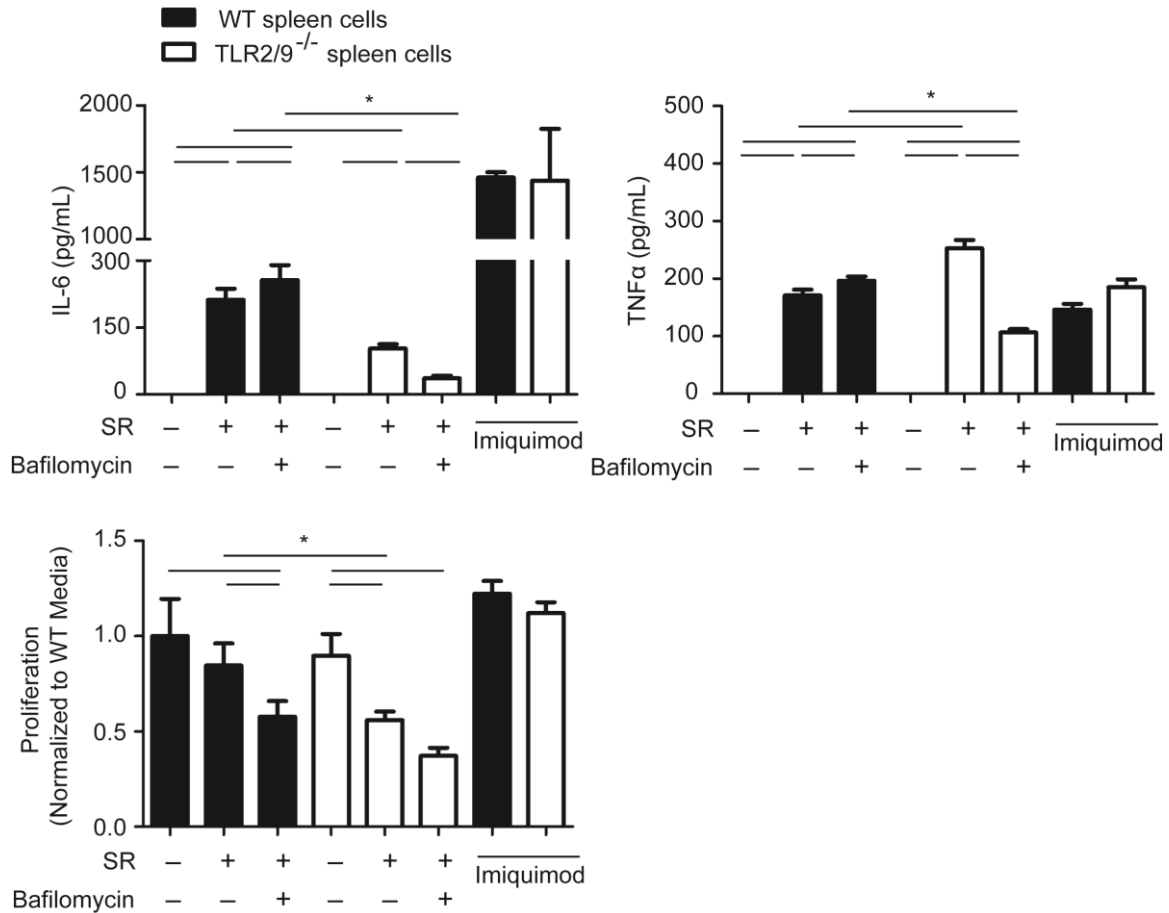 WT spleen cells
TLR2/9-/- spleen cells
*
2000
1500
1000
300
150
0
IL-6 (pg/mL)
SR – + + – + +
Imiquimod
Bafilomycin – – + – – +
*
500
400
300
200
100
0
TNFα (pg/mL)
SR – + + – + +
Imiquimod
Bafilomycin – – + – – +
*
1.5
1.0
0.5
0.0
Proliferation
(Normalized to WT Media)
SR – + + – + +
Imiquimod
Bafilomycin – – + – – +